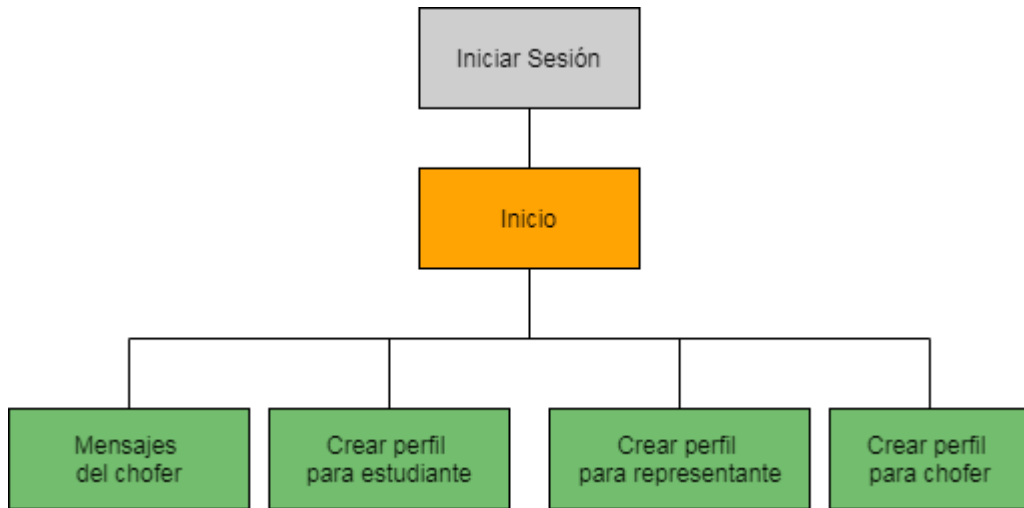 Iniciar Sesión
Inicio
Mensajes
del chofer
Crear perfil
para estudiante
Crear perfil
para representante
Crear perfil
para chofer